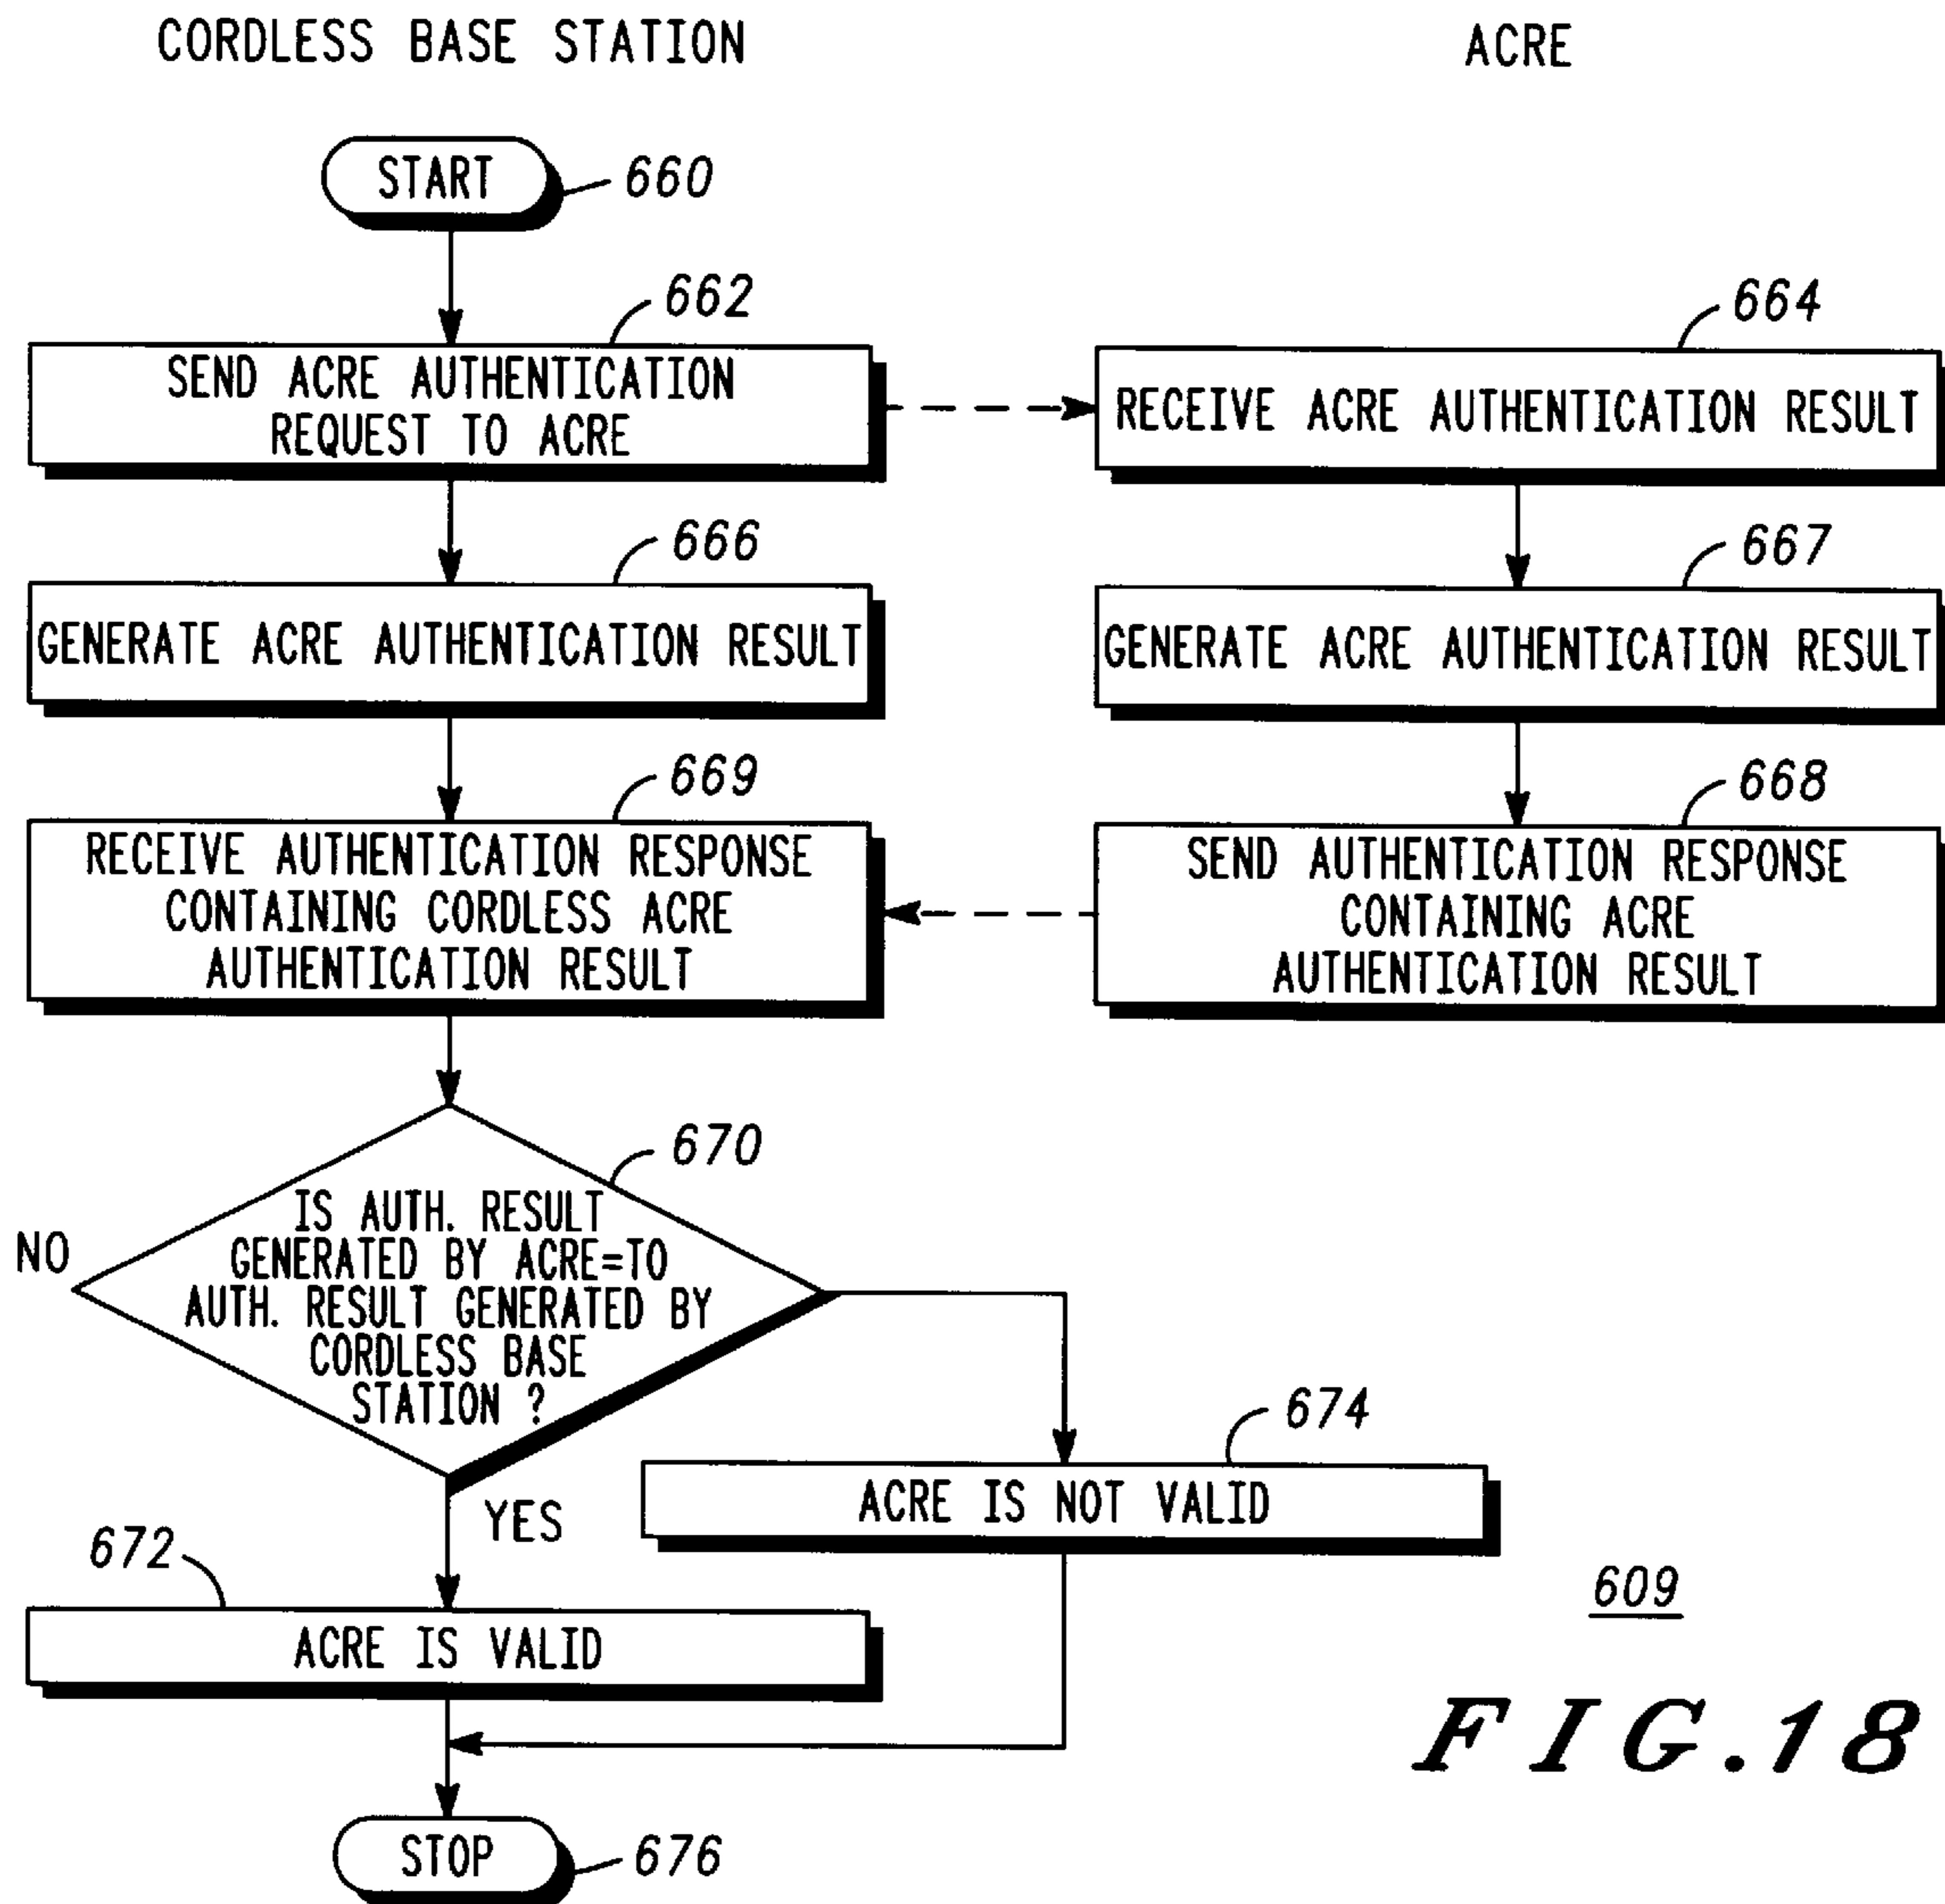 CORDLESS BASE STATION
ACRE
START
660
662
SEND ACRE AUTHENTICATION
REQUEST TO ACRE
664
RECEIVE ACRE AUTHENTICATION RESULT
666
GENERATE ACRE AUTHENTICATION RESULT
667
GENERATE ACRE AUTHENTICATION RESULT
669
RECEIVE AUTHENTICATION RESPONSE
CONTAINING CORDLESS ACRE
AUTHENTICATION RESULT
668
SEND AUTHENTICATION RESPONSE
CONTAINING ACRE
AUTHENTICATION RESULT
670
NO
IS AUTH. RESULT
GENERATED BY ACRE=TO
AUTH. RESULT GENERATED BY
CORDLESS BASE
STATION ?
YES
674
ACRE IS NOT VALID
672
ACRE IS VALID
609
STOP
676
FIG.18